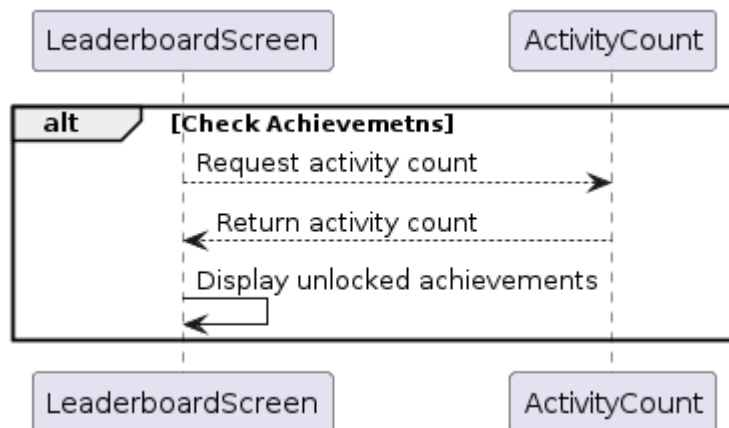 LeaderboardScreen ActivityCount
alt [Check Achievemetns]
Request activity count
Return activity count
Display unlocked achievements
LeaderboardScreen ActivityCount